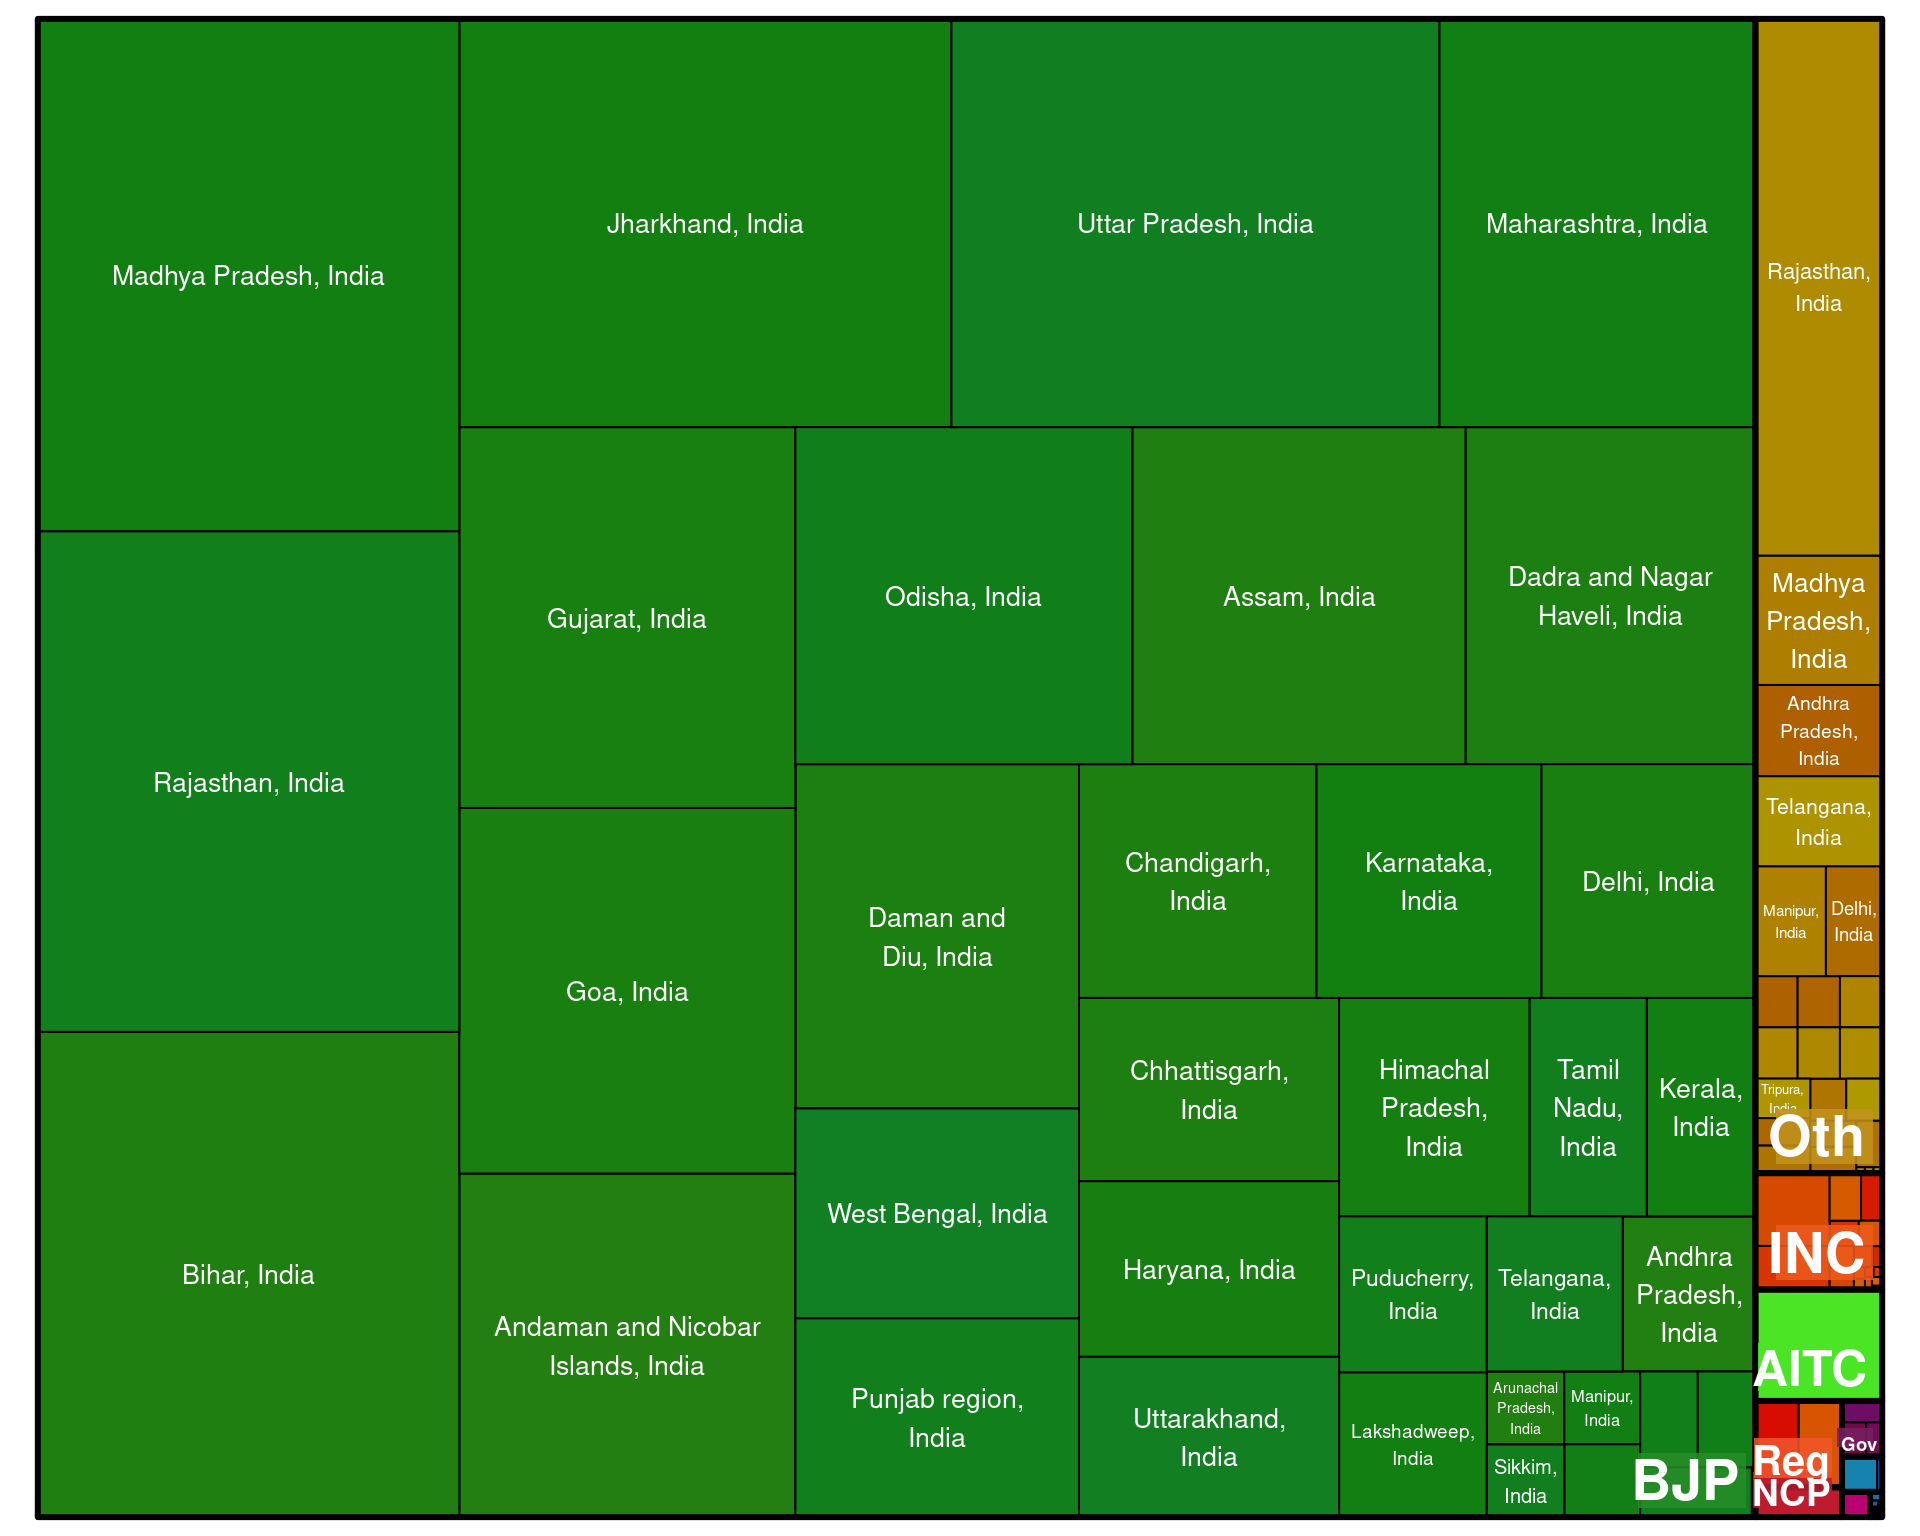 Madhya Pradesh, India
Jharkhand, India
Uttar Pradesh, India
Maharashtra, India
Rajasthan, India
Bihar, India
Gujarat, India
Odisha, India
Assam, India
Dadra and Nagar
Haveli, India
Goa, India
Andaman and Nicobar
Islands, India
Daman and
Diu, India
West Bengal, India
Punjab region,
India
Chandigarh,
India
Karnataka,
India
Delhi, India
Chhattisgarh,
India
Haryana, India
Uttarakhand,
India
Himachal
Pradesh,
India
Tamil
Nadu,
India
Kerala,
India
Puducherry,
India
Telangana,
India
Andhra
Pradesh,
India
Lakshadweep,
India
Arunachal
Pradesh,
India
Manipur,
India
Sikkim,
India
BJP
Rajasthan,
India
Madhya
Pradesh,
India
Andhra
Pradesh,
India
Telangana,
India
Manipur,
India
Delhi,
India
Tripura,
India
Oth
INC
AITC
Reg
Gov
NCP